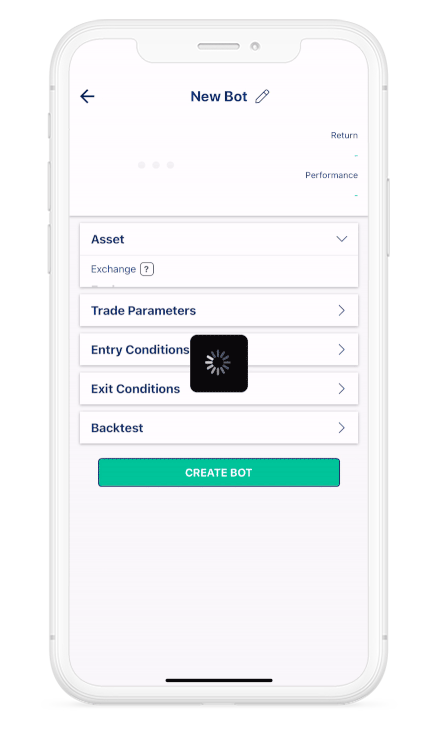 New Bot
Return
-
Performance
-
Asset
Exchange ?
Trade Parameters
Entry Conditions
Exit Conditions
Backtest
CREATE BOT